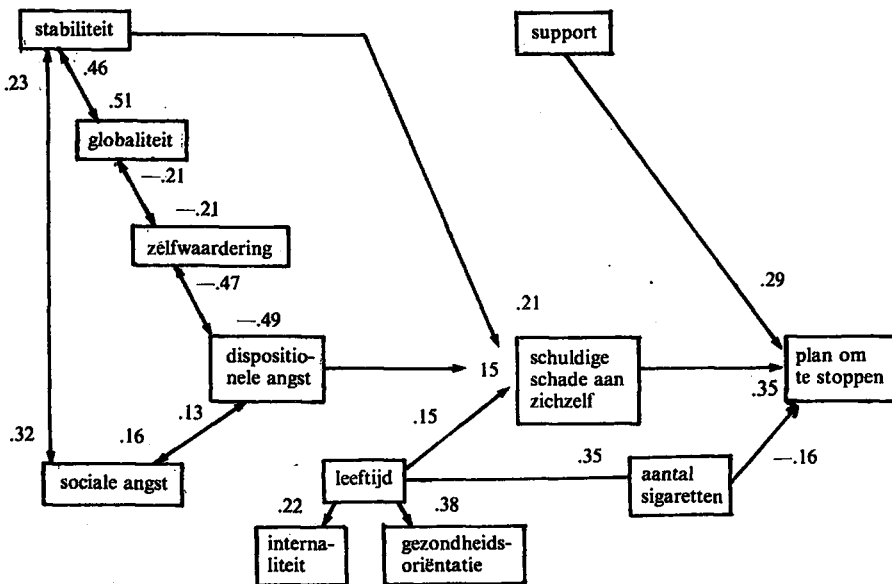 stabiliteit
support
.23
.46
.51
globaliteit
—.21
—.21
zélfwaardering
—.47
—.49
.21
.29
dispositio-
nele angst
15
schuldige
schade aan
zichzelf
plan om
te stoppen
.35
.13
.16
.32
.15
.35
—.16
sociale angst
leeftijd
aantal
sigaretten
.22
.38
interna-
liteit
gezondheids-
oriëntatie